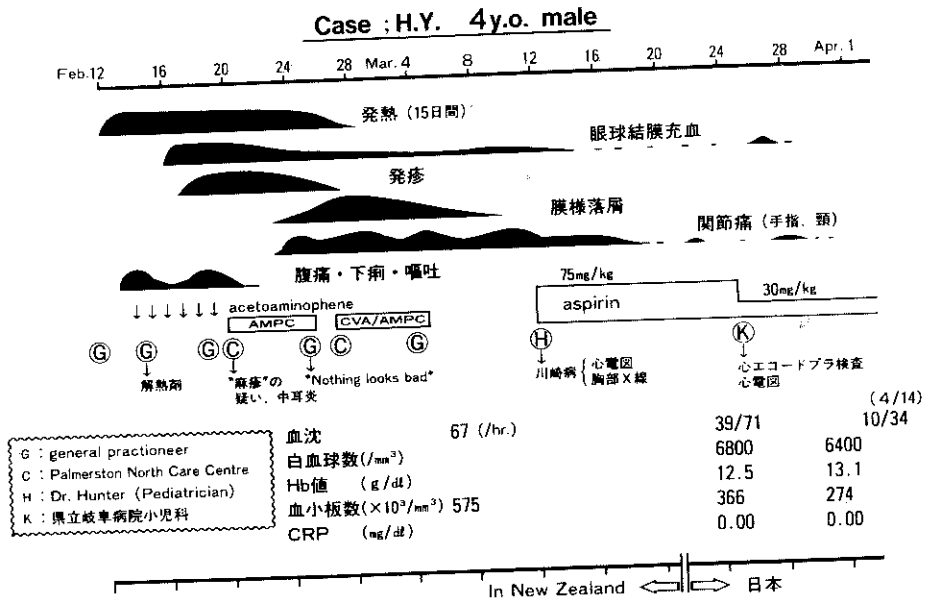 Case ; H.Y. 4y.o. male
Feb.12 16 20 24 28 Mar. 4 8 12 16 20 24 28 Apr. 1
発熱 (15日間)
眼球結膜充血
発疹
膜様落屑
関節痛 (手指、頸)
腹痛・下痢・嘔吐
75mg/kg
30mg/kg
aspirin
↓ ↓ ↓ ↓ ↓ ↓ acetoaminophene
AMPC CVA/AMPC
G G G C G C G H K
解熱剤
"麻疹"の
疑い、中耳炎
"Nothing looks bad"
川崎病 { 心電図
胸部X線
心エコードプラ検査
心電図
(4/14)
血沈 67 (/hr.) 39/71 10/34
白血球数(/mm³) 6800 6400
Hb値 (g/dℓ) 12.5 13.1
血小板数(×10³/mm³) 575 366 274
CRP (mg/dℓ) 0.00 0.00
G : general practioneer
C : Palmerston North Care Centre
H : Dr. Hunter (Pediatrician)
K : 県立岐阜病院小児科
In New Zealand ⇐ ⇒ 日本